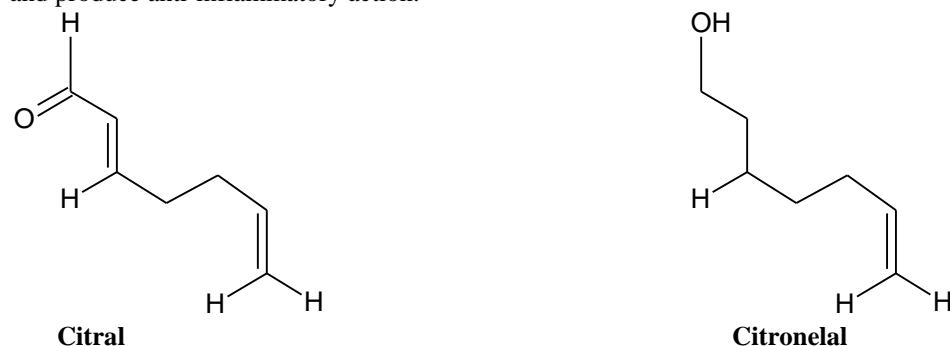 and produce anti-inflammatory action.
H
OH
O
H
H
H
H
H
H
Citral
Citronelal